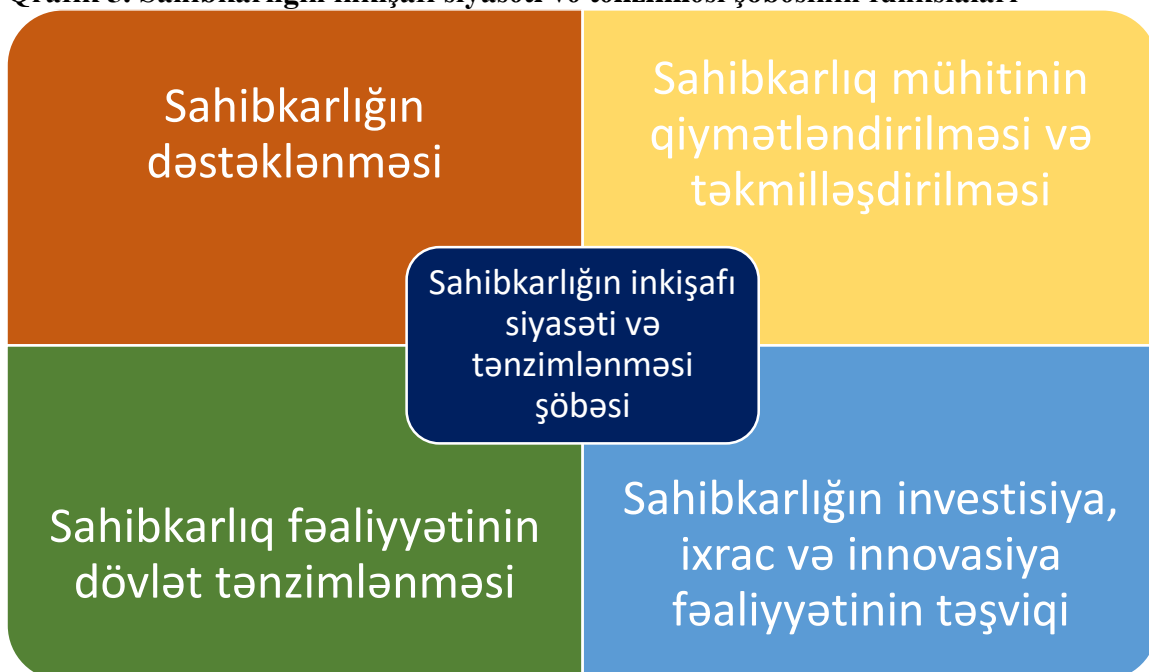 Sahibkarlığın
dəstəklənməsi
Sahibkarlıq mühitinin
qiymətləndirilməsi və
təkmilləşdirilməsi
Sahibkarlığın inkişafı
siyasəti və
tənzimlənməsi
şöbəsi
Sahibkarlıq fəaliyyətinin
dövlət tənzimlənməsi
Sahibkarlığın investisiya,
ixrac və innovasiya
fəaliyyətinin təşviqi